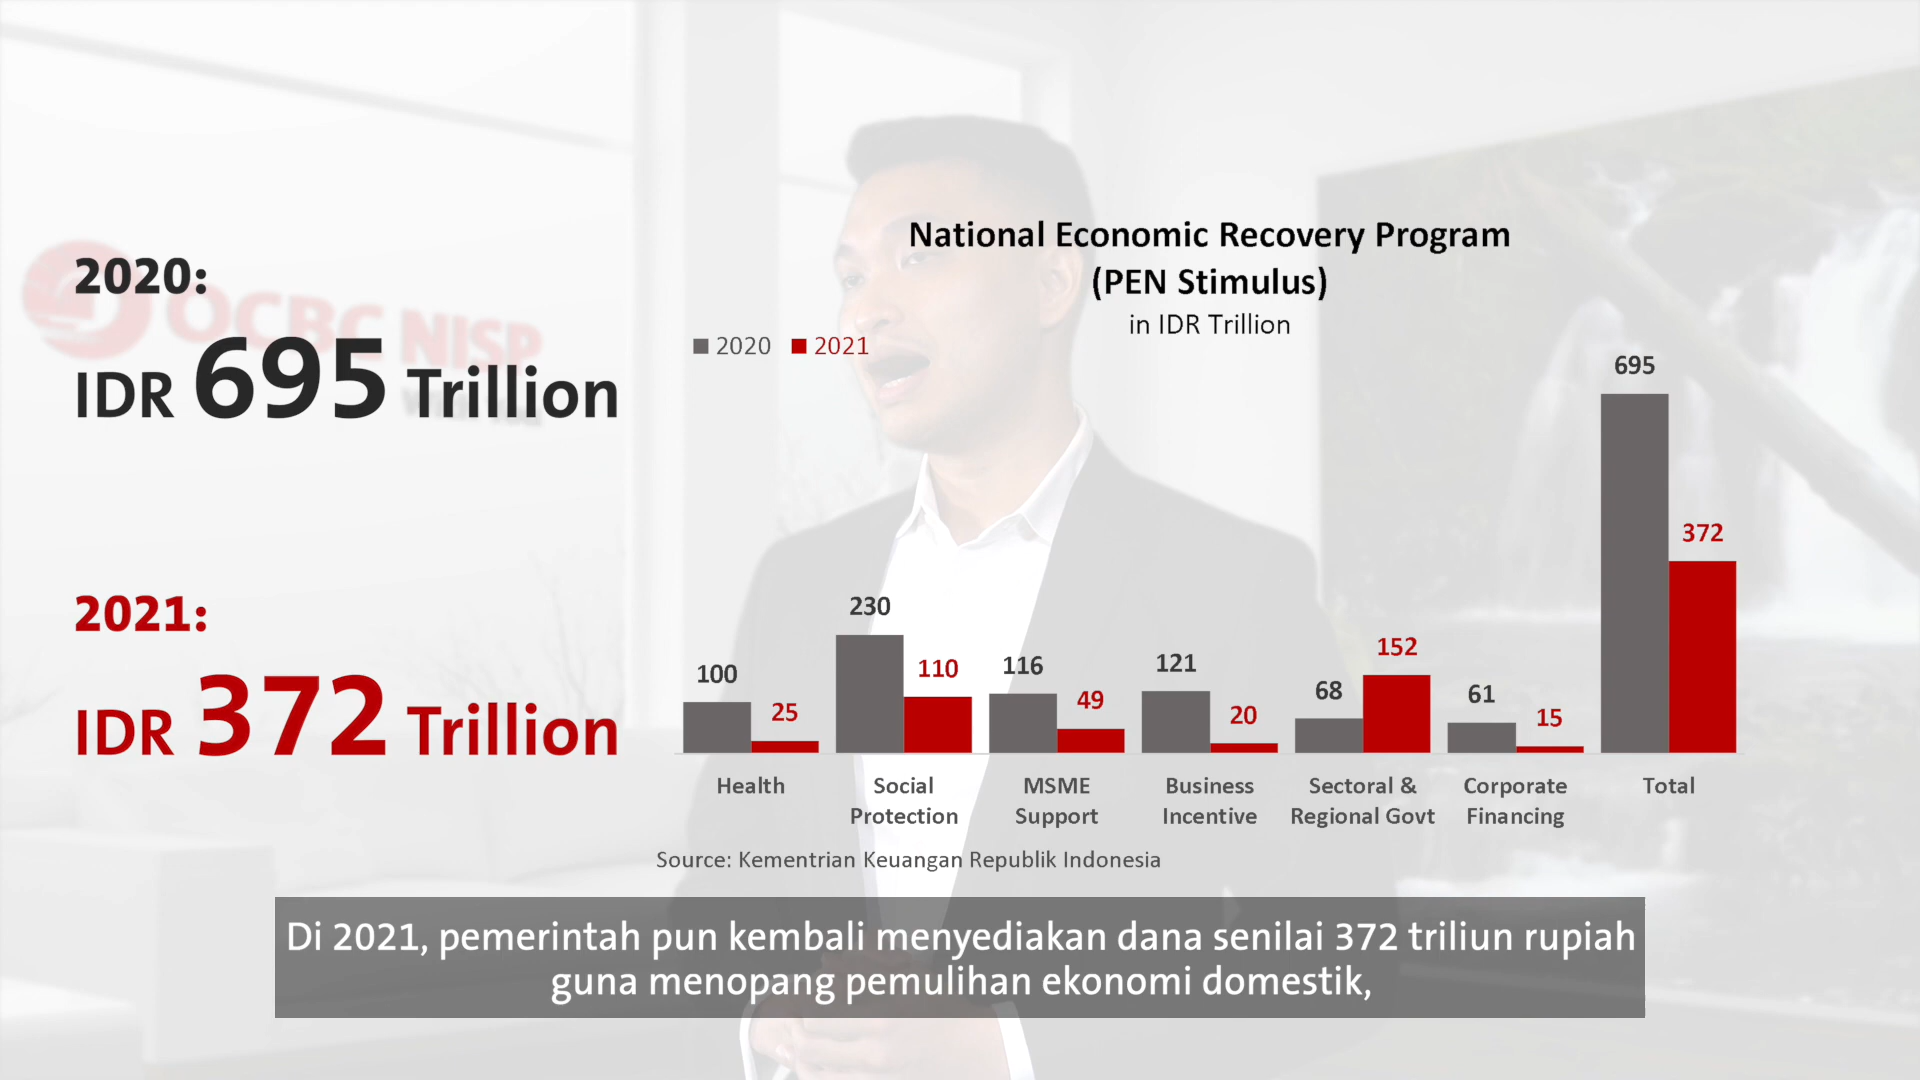 OCBC NISP
2020:
IDR 695 Trillion
2021:
IDR 372 Trillion
National Economic Recovery Program
(PEN Stimulus)
in IDR Trillion
2020 2021
100 25 230 110 116 49 121 20 68 152 61 15 695 372
Health
Social
Protection
MSME
Support
Business
Incentive
Sectoral &
Regional Govt
Corporate
Financing
Total
Source: Kementrian Keuangan Republik Indonesia
Di 2021, pemerintah pun kembali menyediakan dana senilai 372 triliun rupiah
guna menopang pemulihan ekonomi domestik,